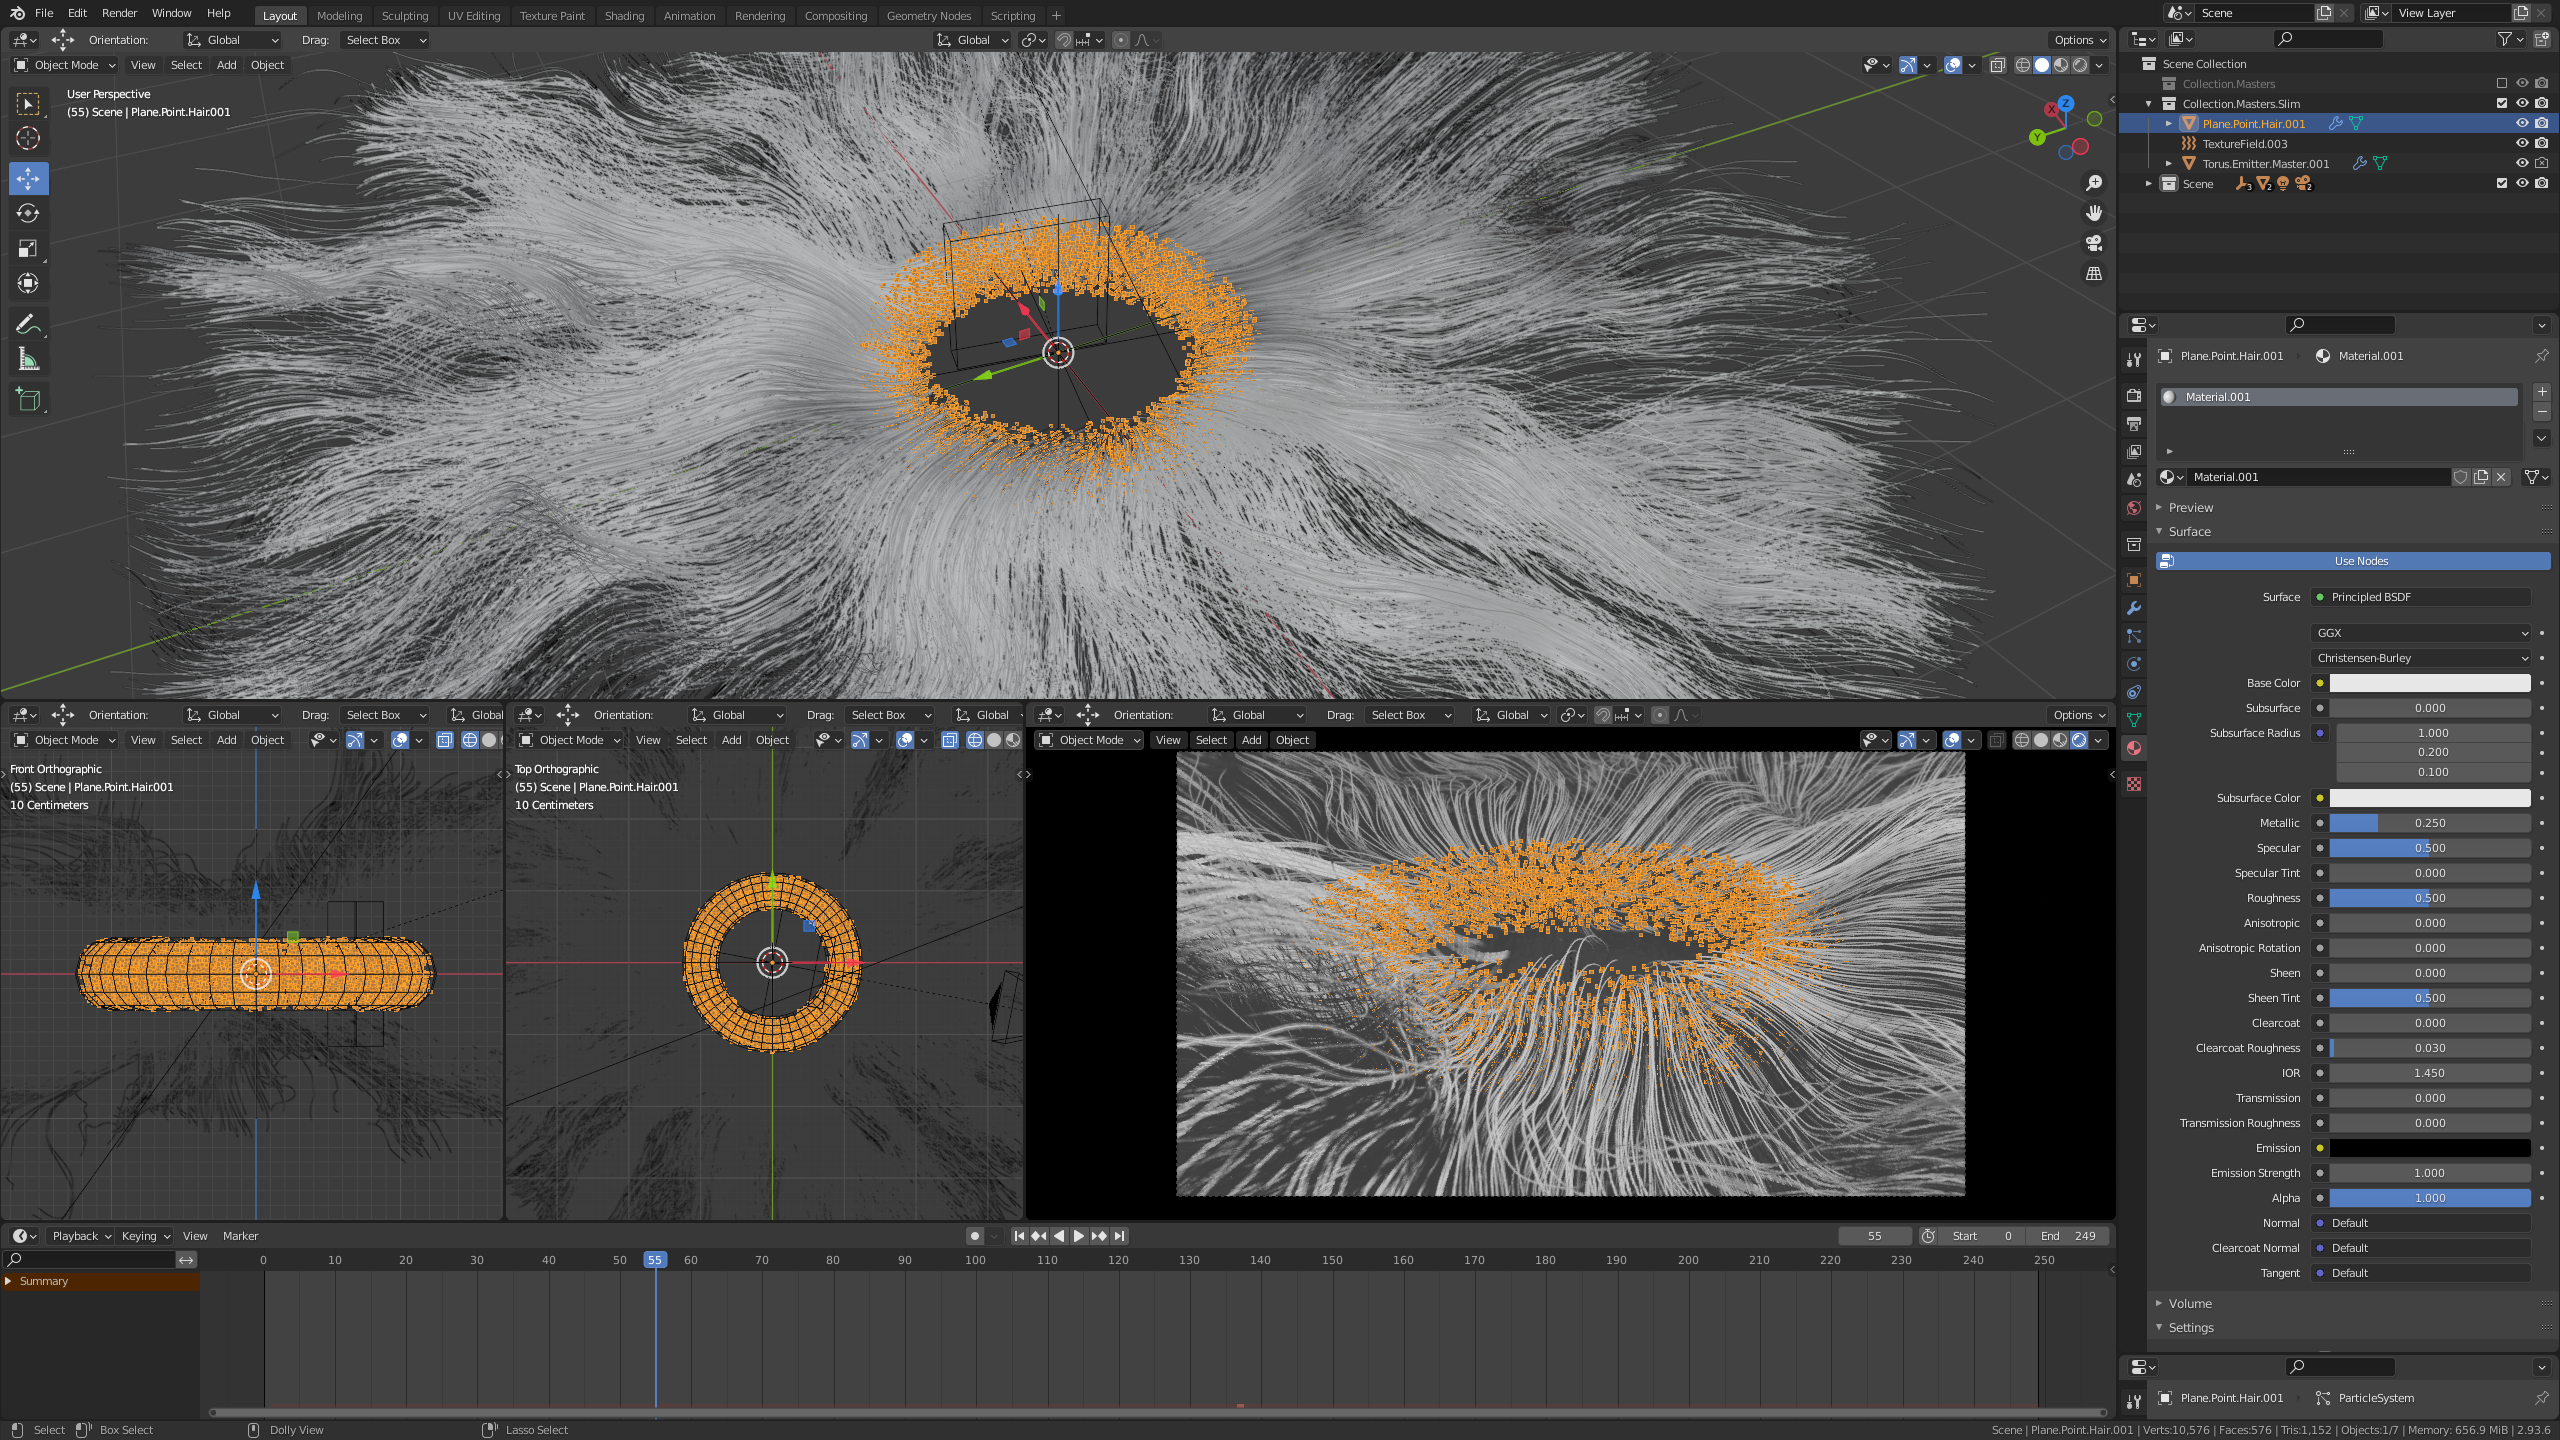 File Edit Render Window Help Layout Modeling Sculpting UV Editing Texture Paint Shading Animation Rendering Compositing Geometry Nodes Scripting + Scene View Layer
Orientation: Global Drag: Select Box Global Options
Object Mode View Select Add Object
User Perspective
(55) Scene | Plane.Point.Hair.001
X
Y
Z
Scene Collection
Collection.Masters
Collection.Masters.Slim
Plane.Point.Hair.001
TextureField.003
Torus.Emitter.Master.001
Scene 3 2 2
Plane.Point.Hair.001 Material.001
Material.001
Material.001
Preview
Surface
Use Nodes
Surface Principled BSDF
GGX
Christensen-Burley
Base Color
Subsurface 0.000
Subsurface Radius 1.000
0.200
0.100
Subsurface Color
Metallic 0.250
Specular 0.500
Specular Tint 0.000
Roughness 0.500
Anisotropic 0.000
Anisotropic Rotation 0.000
Sheen 0.000
Sheen Tint 0.500
Clearcoat 0.000
Clearcoat Roughness 0.030
IOR 1.450
Transmission 0.000
Transmission Roughness 0.000
Emission
Emission Strength 1.000
Alpha 1.000
Normal Default
Clearcoat Normal Default
Tangent Default
Volume
Settings
Plane.Point.Hair.001 ParticleSystem
Orientation: Global Drag: Select Box Global
Object Mode View Select Add Object
Front Orthographic
(55) Scene | Plane.Point.Hair.001
10 Centimeters
Orientation: Global Drag: Select Box Global
Object Mode View Select Add Object
Top Orthographic
(55) Scene | Plane.Point.Hair.001
10 Centimeters
Orientation: Global Drag: Select Box Global Options
Object Mode View Select Add Object
Playback Keying View Marker 55 Start 0 End 249
0 10 20 30 40 50 55 60 70 80 90 100 110 120 130 140 150 160 170 180 190 200 210 220 230 240 250
Summary
Select Box Select Dolly View Lasso Select Scene | Plane.Point.Hair.001 | Verts:10,576 | Faces:576 | Tris:1,152 | Objects:1/7 | Memory: 656.9 MiB | 2.93.6